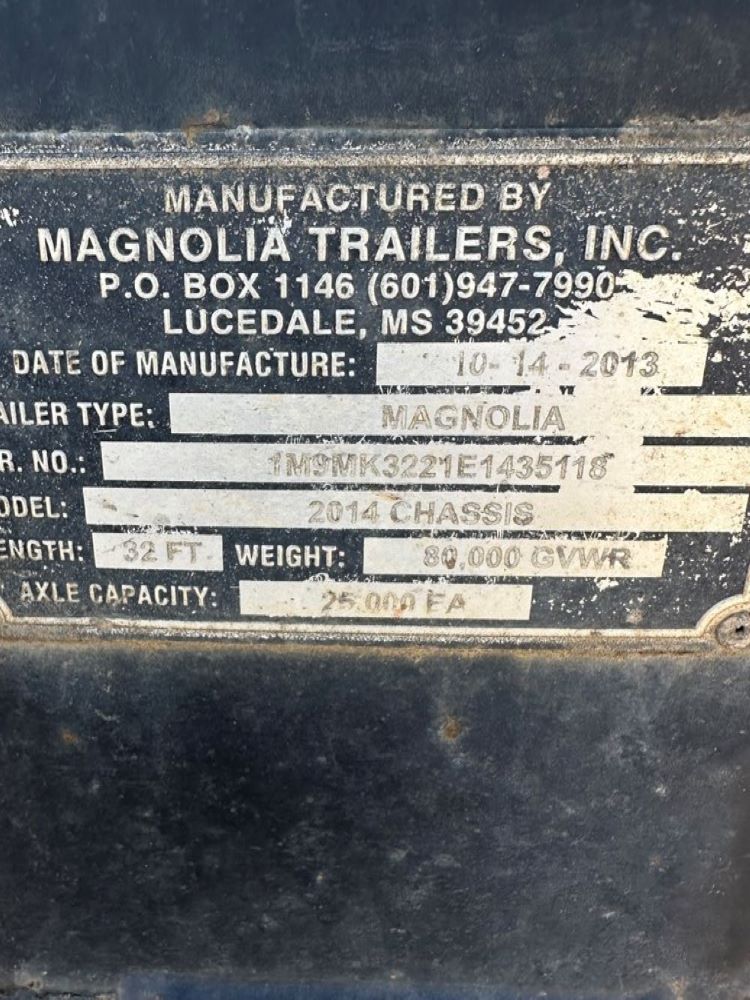 MANUFACTURED BY
MAGNOLIA TRAILERS, INC.
P.O. BOX 1146 (601)947-7990
LUCEDALE, MS 39452
DATE OF MANUFACTURE: 10-14-2013
AILER TYPE: MAGNOLIA
R. NO.: 1M9MK3221E1435118
ODEL: 2014 CHASSIS
ENGTH: 32 FT WEIGHT: 80,000 GVWR
AXLE CAPACITY: 25,000 EA